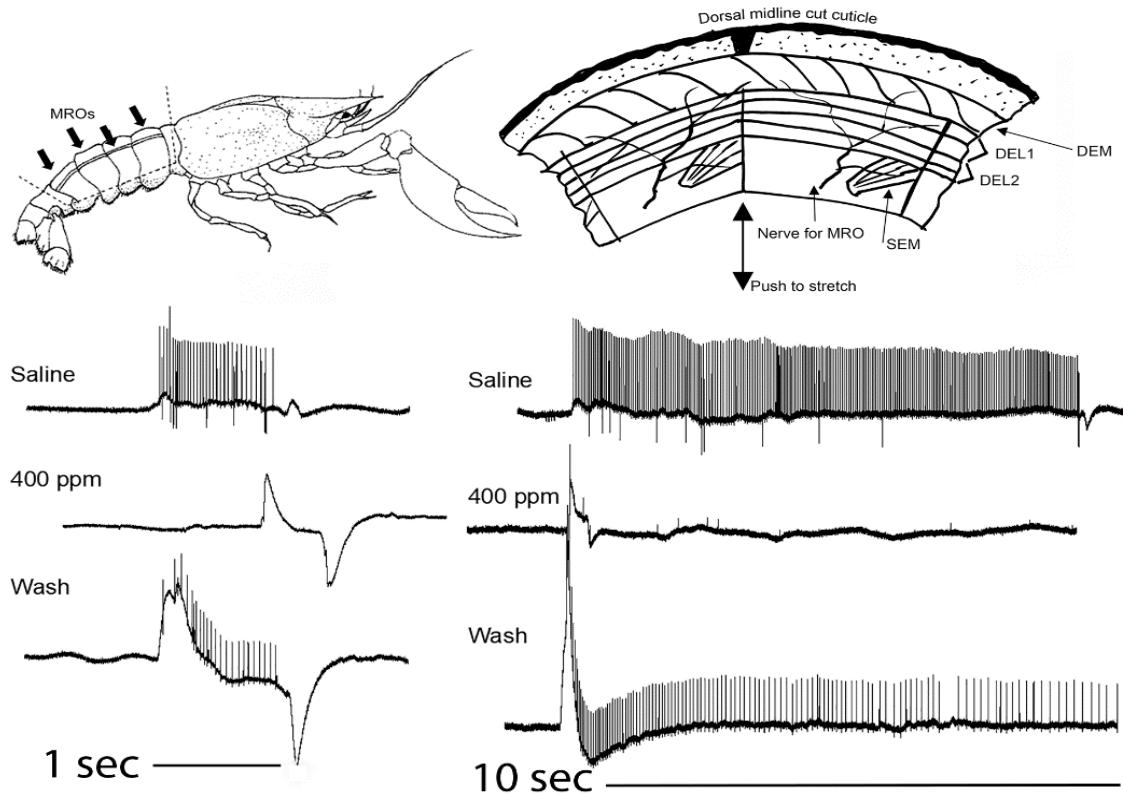 Dorsal midline cut cuticle
MROs
DEL1
DEM
DEL2
Nerve for MRO
SEM
Push to stretch
Saline
Saline
400 ppm
400 ppm
Wash
Wash
1 sec
10 sec